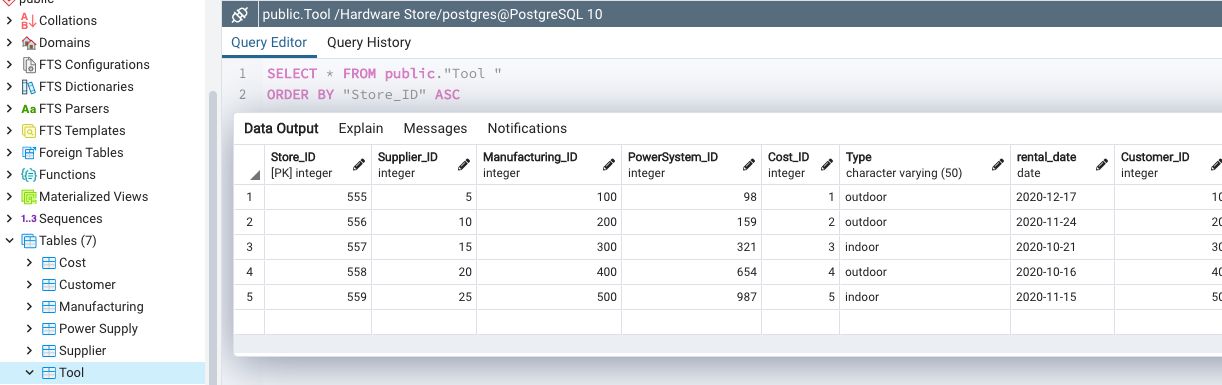 public
Collations
Domains
FTS Configurations
FTS Dictionaries
Aa FTS Parsers
FTS Templates
Foreign Tables
Functions
Materialized Views
1..3 Sequences
Tables (7)
Cost
Customer
Manufacturing
Power Supply
Supplier
Tool
public.Tool /Hardware Store/postgres@PostgreSQL 10
Query Editor Query History
1 SELECT * FROM public."Tool "
2 ORDER BY "Store_ID" ASC
Data Output Explain Messages Notifications
Store_ID Supplier_ID Manufacturing_ID PowerSystem_ID Cost_ID Type rental_date Customer_ID
[PK] integer integer integer integer integer character varying (50) date integer
1 555 5 100 98 1 outdoor 2020-12-17 10
2 556 10 200 159 2 outdoor 2020-11-24 20
3 557 15 300 321 3 indoor 2020-10-21 30
4 558 20 400 654 4 outdoor 2020-10-16 40
5 559 25 500 987 5 indoor 2020-11-15 50